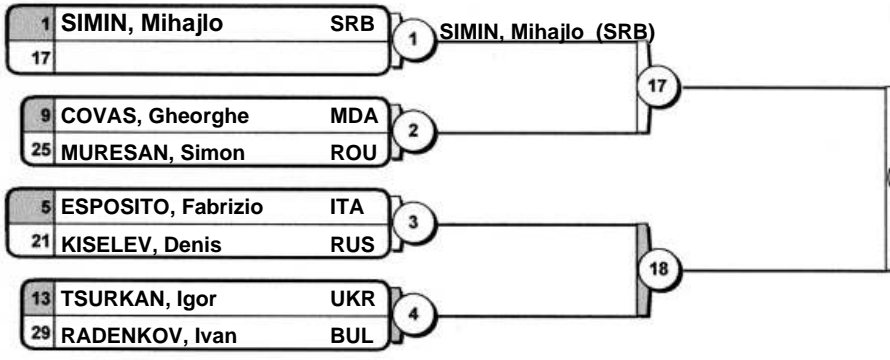 1 SIMIN, Mihajlo SRB
1 SIMIN, Mihajlo (SRB)
17
17
9 COVAS, Gheorghe MDA
2
25 MURESAN, Simon ROU
5 ESPOSITO, Fabrizio ITA
3
21 KISELEV, Denis RUS
18
13 TSURKAN, Igor UKR
4
29 RADENKOV, Ivan BUL